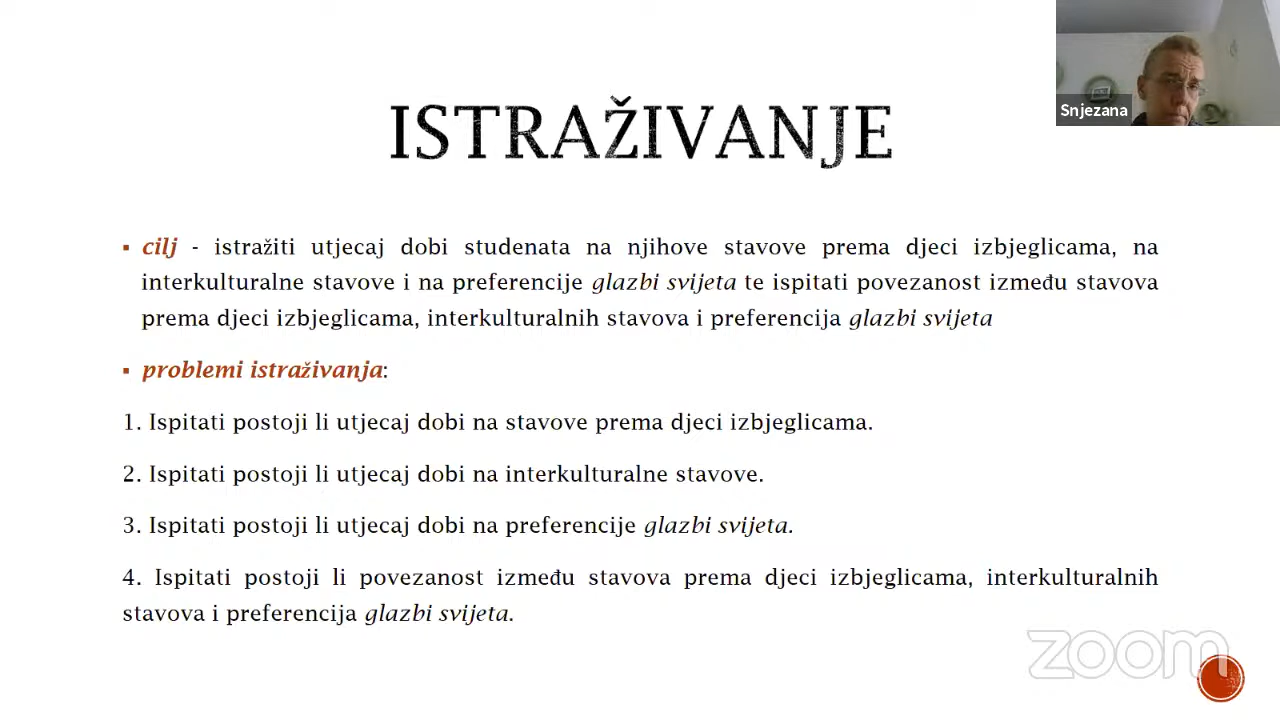 ISTRAŽIVANJE
Snjezana
▪ cilj - istražiti utjecaj dobi studenata na njihove stavove prema djeci izbjeglicama, na
interkulturalne stavove i na preferencije glazbi svijeta te ispitati povezanost između stavova
prema djeci izbjeglicama, interkulturalnih stavova i preferencija glazbi svijeta
▪ problemi istraživanja:
1. Ispitati postoji li utjecaj dobi na stavove prema djeci izbjeglicama.
2. Ispitati postoji li utjecaj dobi na interkulturalne stavove.
3. Ispitati postoji li utjecaj dobi na preferencije glazbi svijeta.
4. Ispitati postoji li povezanost između stavova prema djeci izbjeglicama, interkulturalnih
stavova i preferencija glazbi svijeta.
zoom